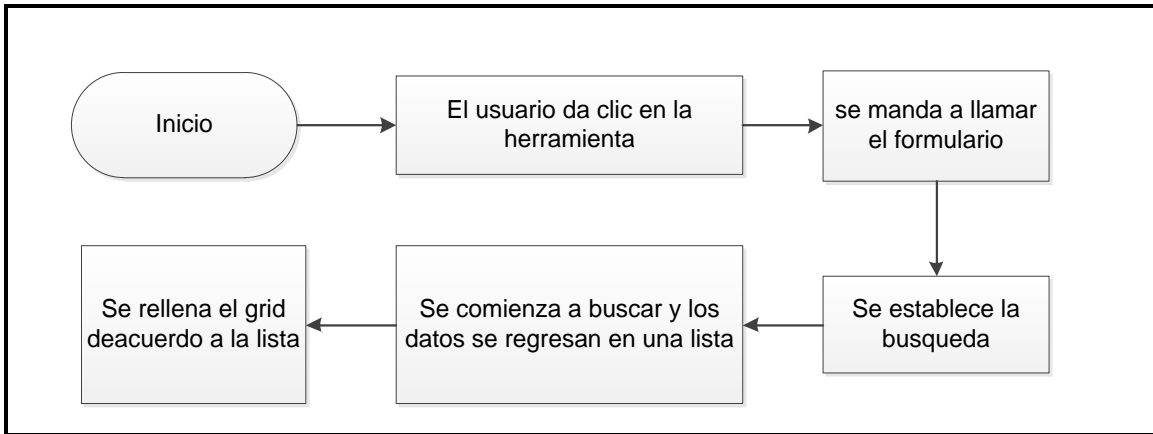 Inicio
El usuario da clic en la
herramienta
se manda a llamar
el formulario
Se establece la
busqueda
Se comienza a buscar y los
datos se regresan en una lista
Se rellena el grid
deacuerdo a la lista